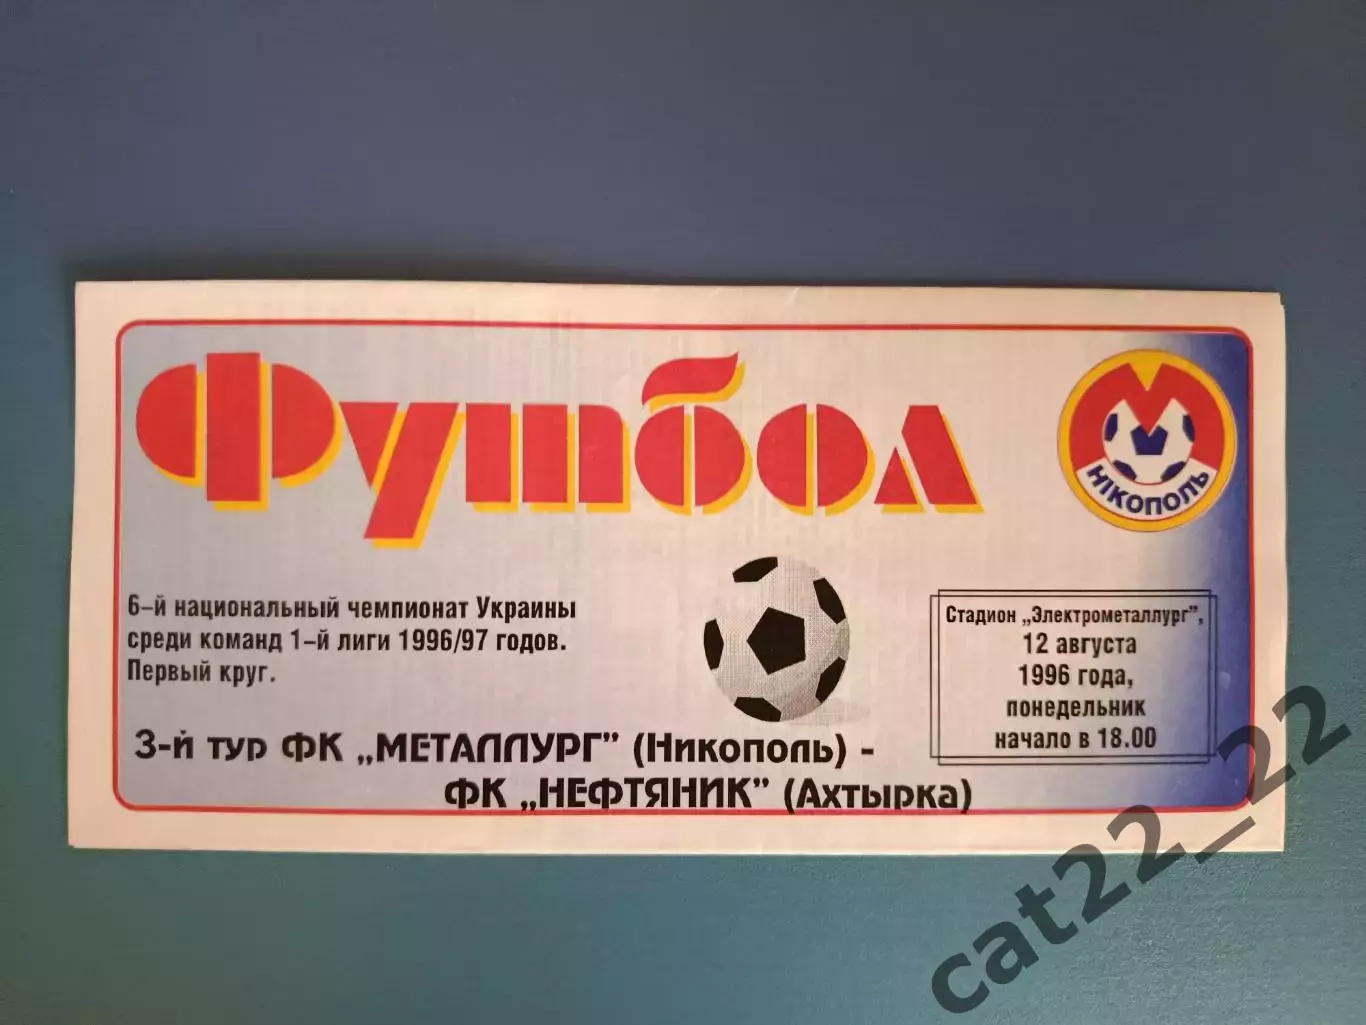 Футбол
М
НІКОПОЛЬ
6-й национальный чемпионат Украины
среди команд 1-й лиги 1996/97 годов.
Первый круг.
Стадион „Электрометаллург",
12 августа
1996 года,
понедельник
начало в 18.00
3-й тур ФК „МЕТАЛЛУРГ" (Никополь) -
ФК „НЕФТЯНИК" (Ахтырка)
cat22_22